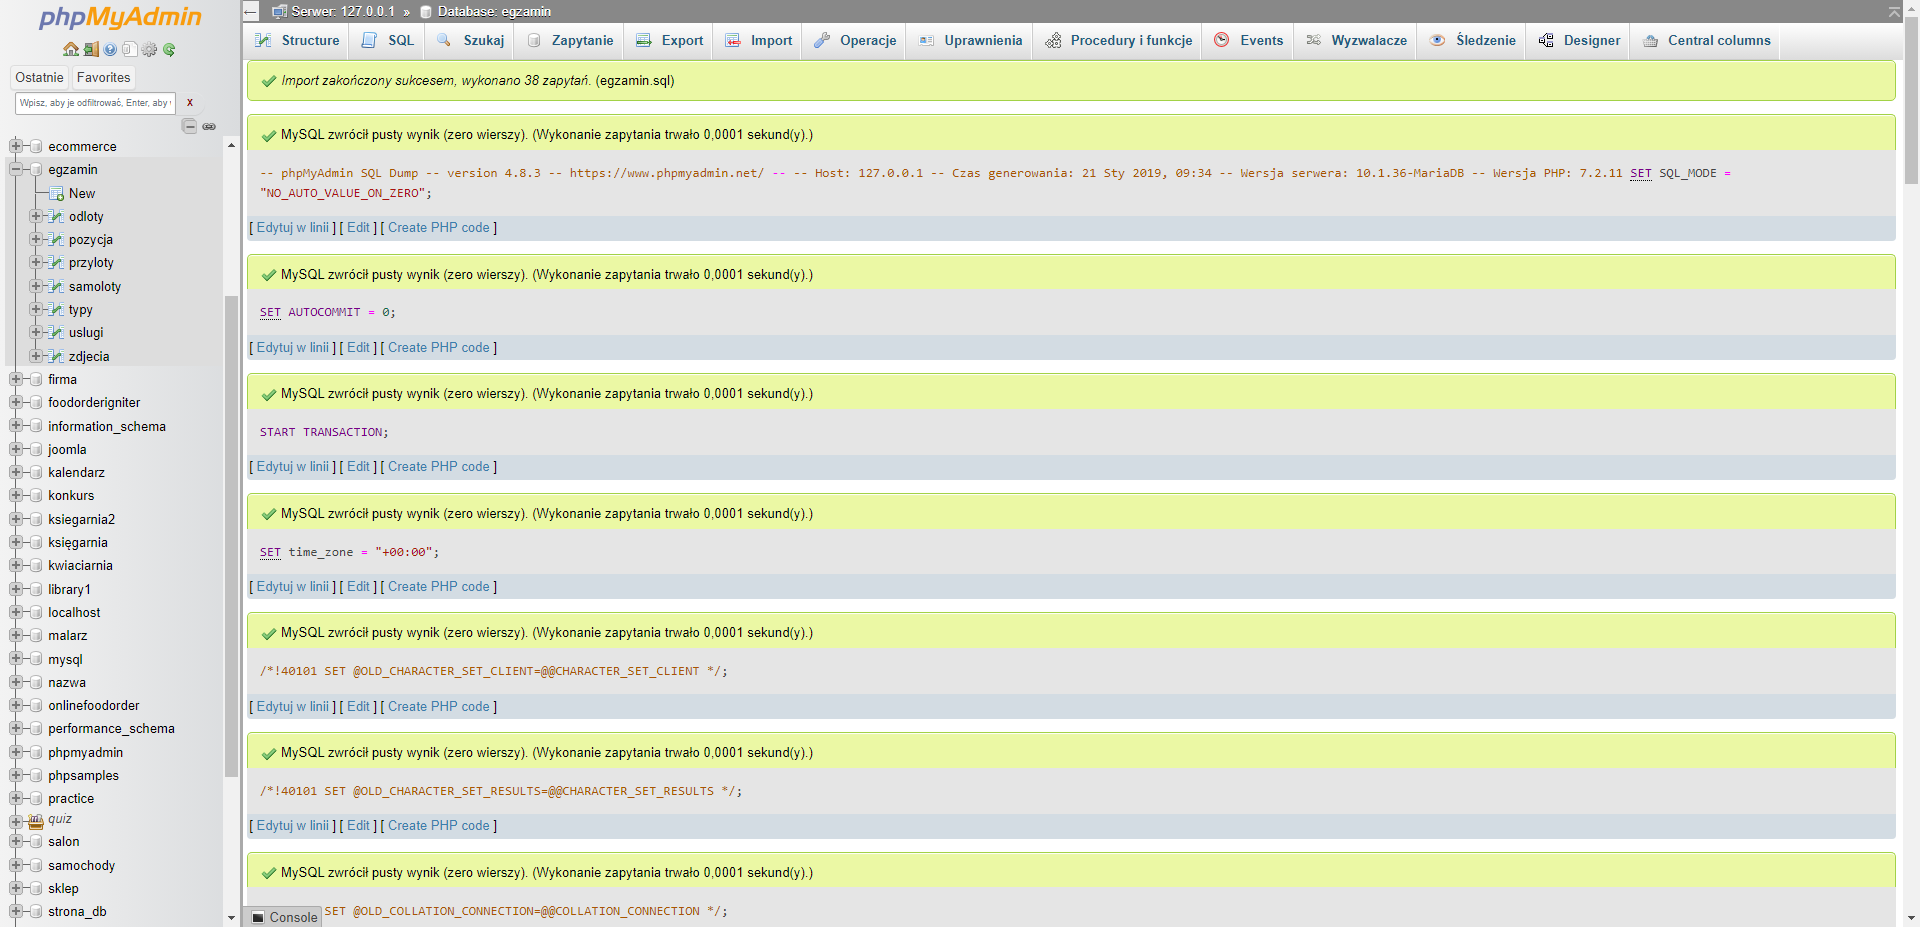 phpMyAdmin
Ostatnie Favorites
Wpisz, aby je odfiltrować, Enter, aby X
ecommerce
egzamin
New
odloty
pozycja
przyloty
samoloty
typy
uslugi
zdjecia
firma
foodorderigniter
information_schema
joomla
kalendarz
konkurs
ksiegarnia2
księgarnia
kwiaciarnia
library1
localhost
malarz
mysql
nazwa
onlinefoodorder
performance_schema
phpmyadmin
phpsamples
practice
quiz
salon
samochody
sklep
strona_db
Serwer: 127.0.0.1 » Database: egzamin
Structure SQL Szukaj Zapytanie Export Import Operacje Uprawnienia Procedury i funkcje Events Wyzwalacze Śledzenie Designer Central columns
Import zakończony sukcesem, wykonano 38 zapytań. (egzamin.sql)
MySQL zwrócił pusty wynik (zero wierszy). (Wykonanie zapytania trwało 0,0001 sekund(y).)
-- phpMyAdmin SQL Dump -- version 4.8.3 -- https://www.phpmyadmin.net/ -- -- Host: 127.0.0.1 -- Czas generowania: 21 Sty 2019, 09:34 -- Wersja serwera: 10.1.36-MariaDB -- Wersja PHP: 7.2.11 SET SQL_MODE =
"NO_AUTO_VALUE_ON_ZERO";
[ Edytuj w linii ] [ Edit ] [ Create PHP code ]
MySQL zwrócił pusty wynik (zero wierszy). (Wykonanie zapytania trwało 0,0001 sekund(y).)
SET AUTOCOMMIT = 0;
[ Edytuj w linii ] [ Edit ] [ Create PHP code ]
MySQL zwrócił pusty wynik (zero wierszy). (Wykonanie zapytania trwało 0,0001 sekund(y).)
START TRANSACTION;
[ Edytuj w linii ] [ Edit ] [ Create PHP code ]
MySQL zwrócił pusty wynik (zero wierszy). (Wykonanie zapytania trwało 0,0001 sekund(y).)
SET time_zone = "+00:00";
[ Edytuj w linii ] [ Edit ] [ Create PHP code ]
MySQL zwrócił pusty wynik (zero wierszy). (Wykonanie zapytania trwało 0,0001 sekund(y).)
/*!40101 SET @OLD_CHARACTER_SET_CLIENT=@@CHARACTER_SET_CLIENT */;
[ Edytuj w linii ] [ Edit ] [ Create PHP code ]
MySQL zwrócił pusty wynik (zero wierszy). (Wykonanie zapytania trwało 0,0001 sekund(y).)
/*!40101 SET @OLD_CHARACTER_SET_RESULTS=@@CHARACTER_SET_RESULTS */;
[ Edytuj w linii ] [ Edit ] [ Create PHP code ]
MySQL zwrócił pusty wynik (zero wierszy). (Wykonanie zapytania trwało 0,0001 sekund(y).)
SET @OLD_COLLATION_CONNECTION=@@COLLATION_CONNECTION */;
Console